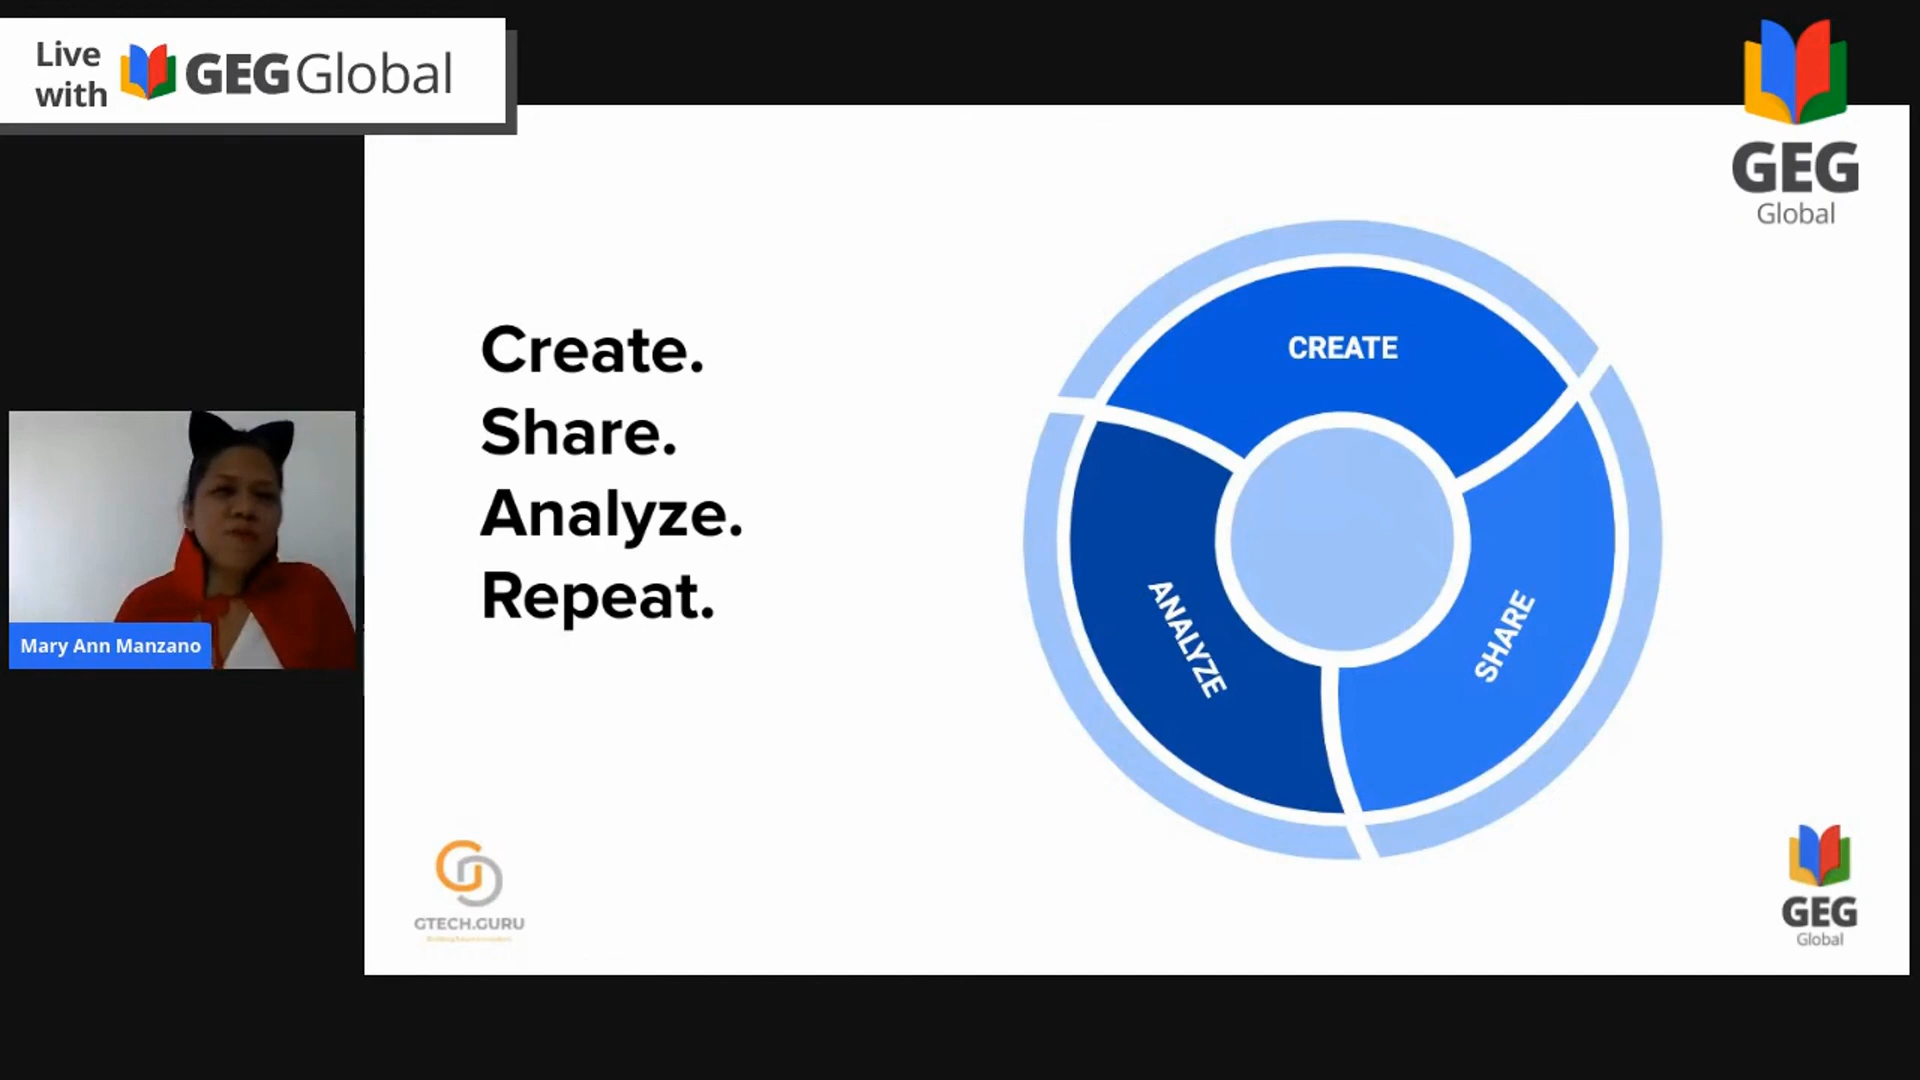 Live
with
GEG Global
GEG
Global
Create.
Share.
Analyze.
Repeat.
CREATE
SHARE
ANALYZE
Mary Ann Manzano
GTECH.GURU
GEG
Global